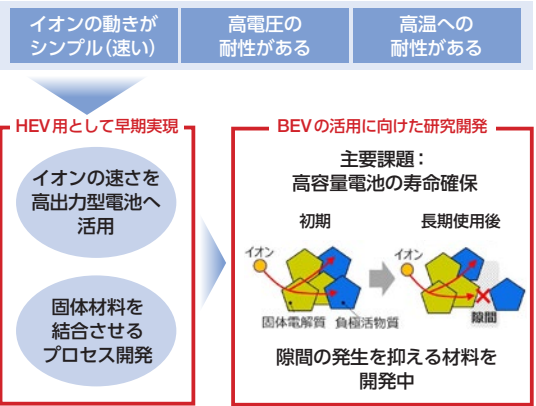 イオンの動きが
シンプル(速い)
高電圧の
耐性がある
高温への
耐性がある
HEV用として早期実現
イオンの速さを
高出力型電池へ
活用
固体材料を
結合させる
プロセス開発
BEVの活用に向けた研究開発
主要課題：
高容量電池の寿命確保
初期
長期使用後
イオン
イオン
固体電解質
負極活物質
隙間
隙間の発生を抑える材料を
開発中